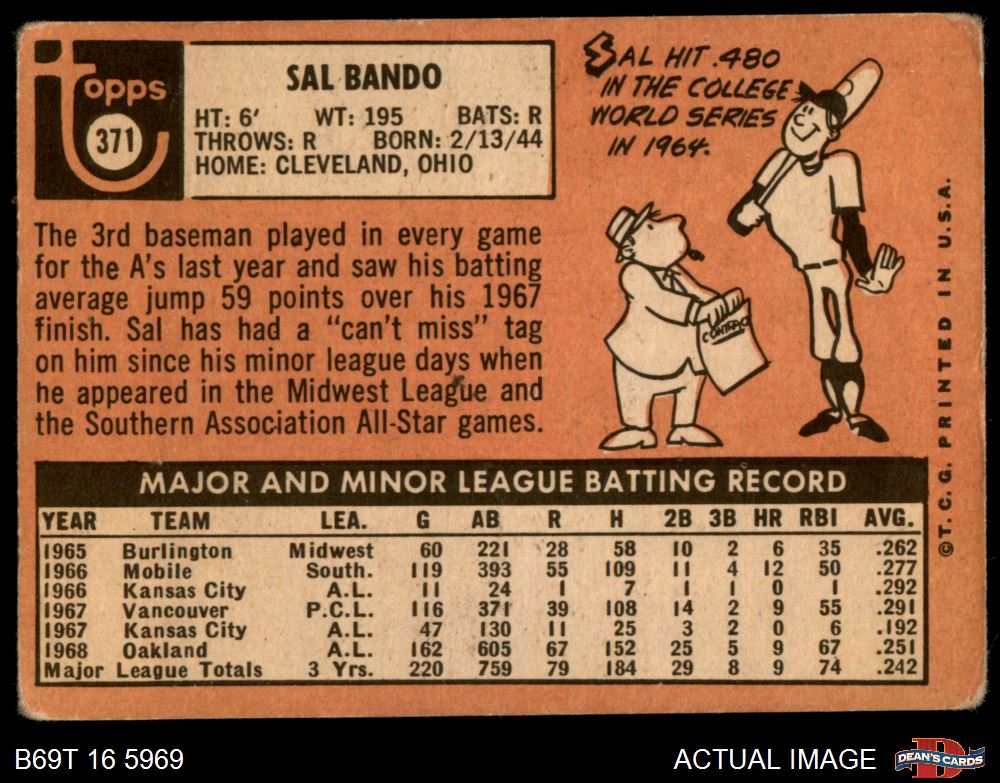 Topps
371
SAL BANDO
HT: 6' WT: 195 BATS: R
THROWS: R BORN: 2/13/44
HOME: CLEVELAND, OHIO
SAL HIT .480
IN THE COLLEGE
WORLD SERIES
IN 1964.
CONTRACT
The 3rd baseman played in every game
for the A's last year and saw his batting
average jump 59 points over his 1967
finish. Sal has had a "can't miss" tag
on him since his minor league days when
he appeared in the Midwest League and
the Southern Association All-Star games.
MAJOR AND MINOR LEAGUE BATTING RECORD
YEAR TEAM LEA. G AB R H 2B 3B HR RBI AVG.
1965 Burlington Midwest 60 221 28 58 10 2 6 35 .262
1966 Mobile South. 119 393 55 109 11 4 12 50 .277
1966 Kansas City A.L. 11 24 1 7 1 1 0 1 .292
1967 Vancouver P.C.L. 116 371 39 108 14 2 9 55 .291
1967 Kansas City A.L. 47 130 11 25 3 2 0 6 .192
1968 Oakland A.L. 162 605 67 152 25 5 9 67 .251
Major League Totals 3 Yrs. 220 759 79 184 29 8 9 74 .242
© T. C. G. PRINTED IN U.S.A.
B69T 16 5969
ACTUAL IMAGE
D
DEAN'S CARDS